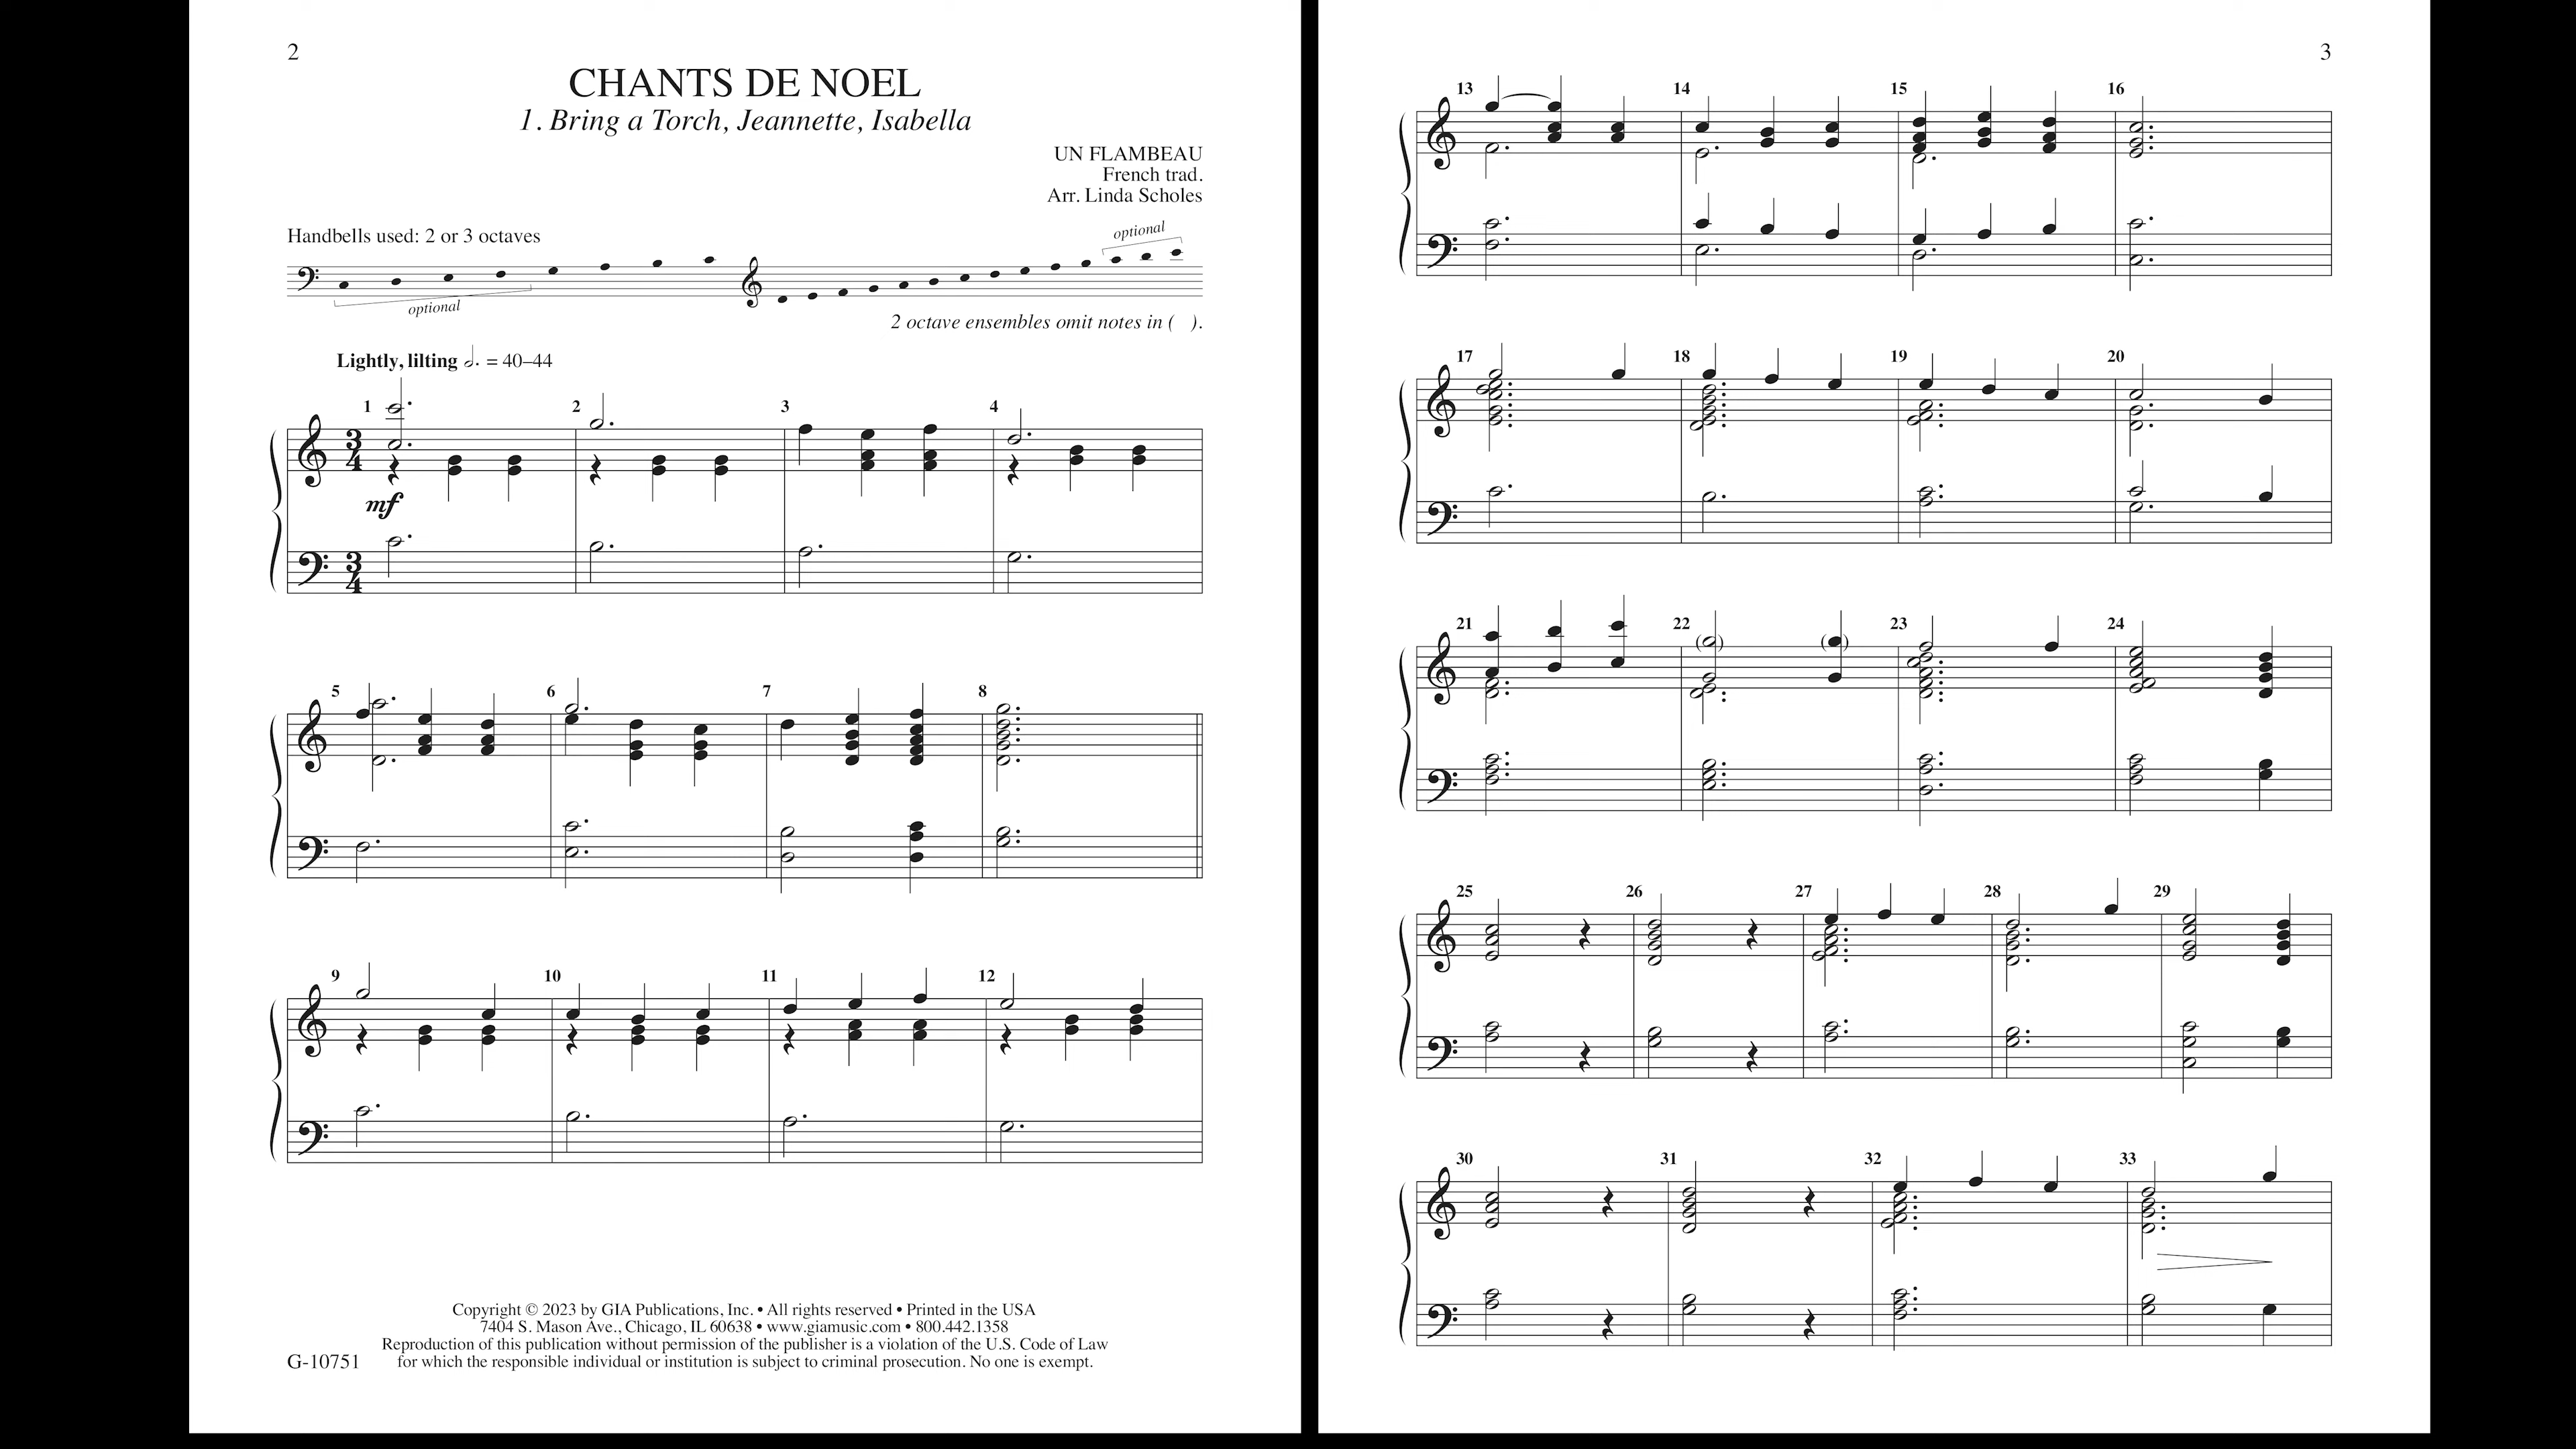 2
CHANTS DE NOEL
1. Bring a Torch, Jeannette, Isabella
UN FLAMBEAU
French trad.
Arr. Linda Scholes
Handbells used: 2 or 3 octaves
optional
optional
2 octave ensembles omit notes in (   ).
Lightly, lilting 𝅗𝅥. = 40–44
1 2 3 4
3/4
mf
3/4
5 6 7 8
9 10 11 12
Copyright © 2023 by GIA Publications, Inc. • All rights reserved • Printed in the USA
7404 S. Mason Ave., Chicago, IL 60638 • www.giamusic.com • 800.442.1358
Reproduction of this publication without permission of the publisher is a violation of the U.S. Code of Law
G-10751 for which the responsible individual or institution is subject to criminal prosecution. No one is exempt.
3
13 14 15 16
17 18 19 20
21 22 23 24
25 26 27 28 29
30 31 32 33